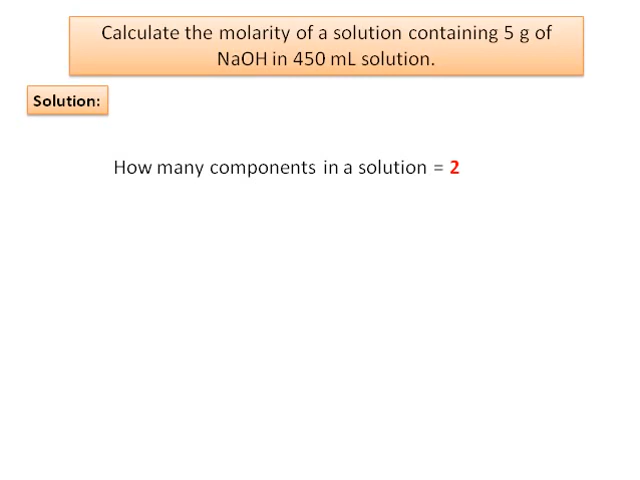 Calculate the molarity of a solution containing 5 g of
NaOH in 450 mL solution.
Solution:
How many components in a solution = 2